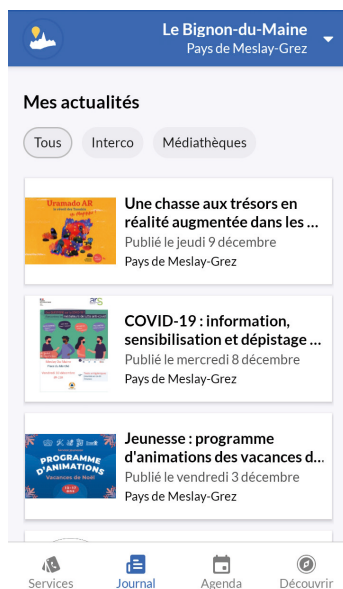 Le Bignon-du-Maine
Pays de Meslay-Grez
Mes actualités
Tous
Interco
Médiathèques
Uramado AR
Une chasse aux trésors en
réalité augmentée dans les ...
Publié le jeudi 9 décembre
Pays de Meslay-Grez
ars
COVID-19 : information,
sensibilisation et dépistage ...
Publié le mercredi 8 décembre
Pays de Meslay-Grez
PROGRAMME
D'ANIMATIONS
Vacances de Noël
Jeunesse : programme
d'animations des vacances d...
Publié le vendredi 3 décembre
Pays de Meslay-Grez
Services
Journal
Agenda
Découvrir